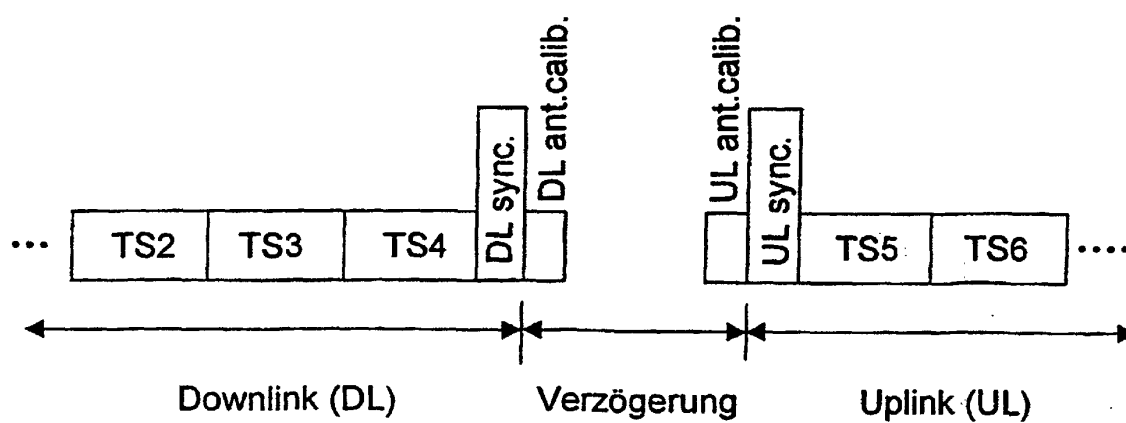 DL ant.calib.
UL ant.calib.
... TS2 TS3 TS4 DL sync. UL sync. TS5 TS6 ....
Downlink (DL) Verzögerung Uplink (UL)